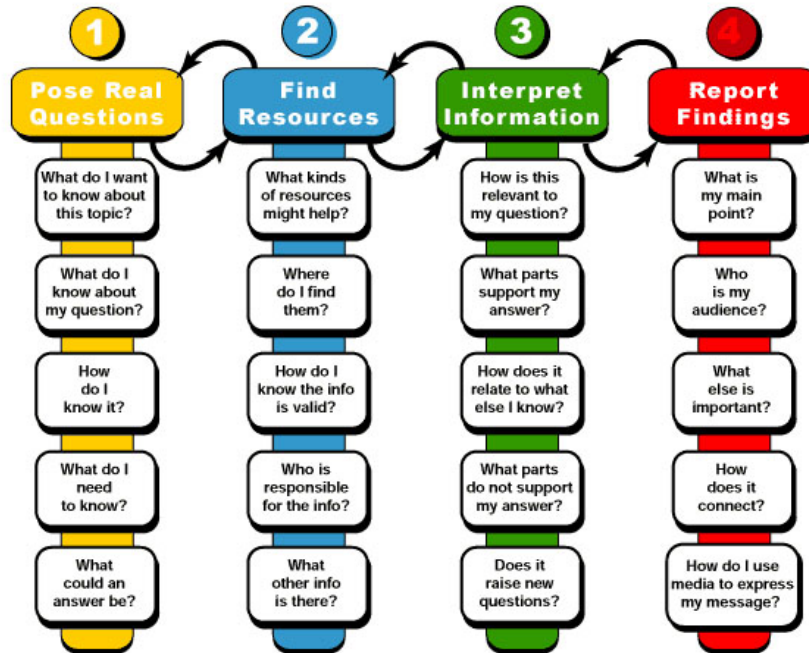 1
Pose Real
Questions
What do I want
to know about
this topic?
What do I
know about
my question?
How
do I
know it?
What do I
need
to know?
What
could an
answer be?
2
Find
Resources
What kinds
of resources
might help?
Where
do I find
them?
How do I
know the info
is valid?
Who is
responsible
for the info?
What
other info
is there?
3
Interpret
Information
How is this
relevant to
my question?
What parts
support my
answer?
How does it
relate to what
else I know?
What parts
do not support
my answer?
Does it
raise new
questions?
4
Report
Findings
What is
my main
point?
Who
is my
audience?
What
else is
important?
How
does it
connect?
How do I use
media to express
my message?